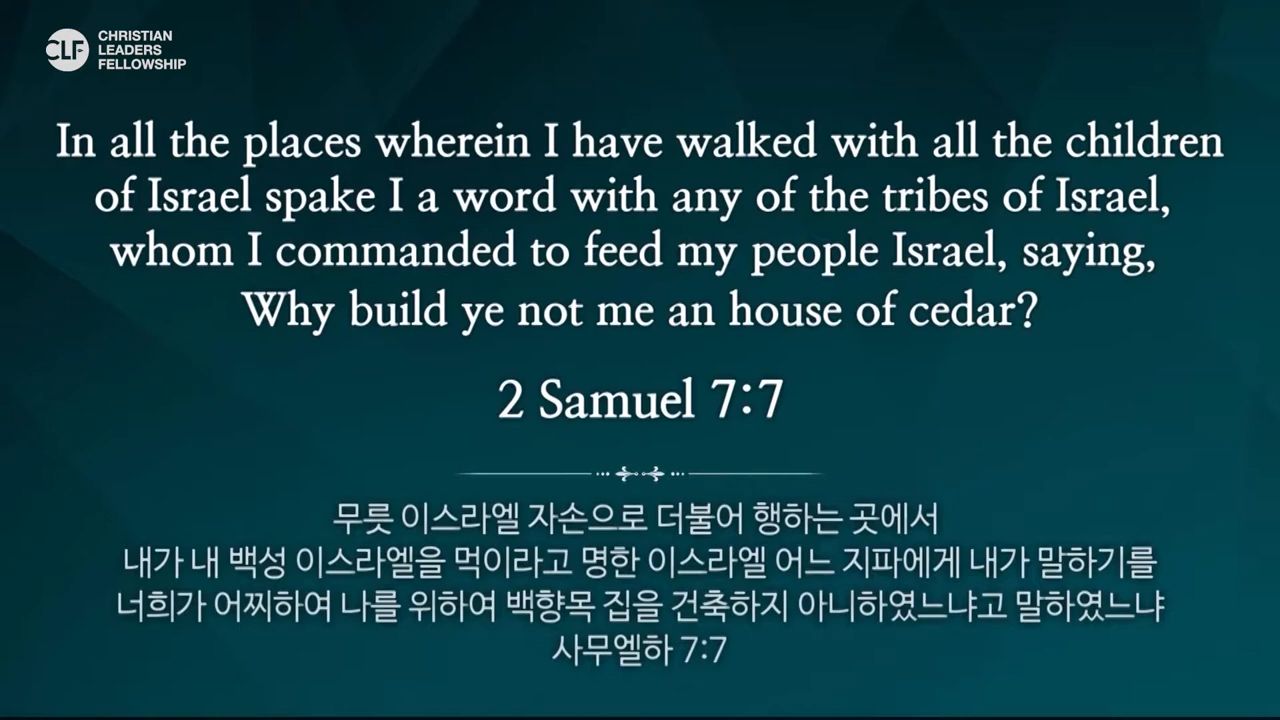 CLF
CHRISTIAN
LEADERS
FELLOWSHIP
In all the places wherein I have walked with all the children
of Israel spake I a word with any of the tribes of Israel,
whom I commanded to feed my people Israel, saying,
Why build ye not me an house of cedar?
2 Samuel 7:7
무릇 이스라엘 자손으로 더불어 행하는 곳에서
내가 내 백성 이스라엘을 먹이라고 명한 이스라엘 어느 지파에게 내가 말하기를
너희가 어찌하여 나를 위하여 백향목 집을 건축하지 아니하였느냐고 말하였느냐
사무엘하 7:7